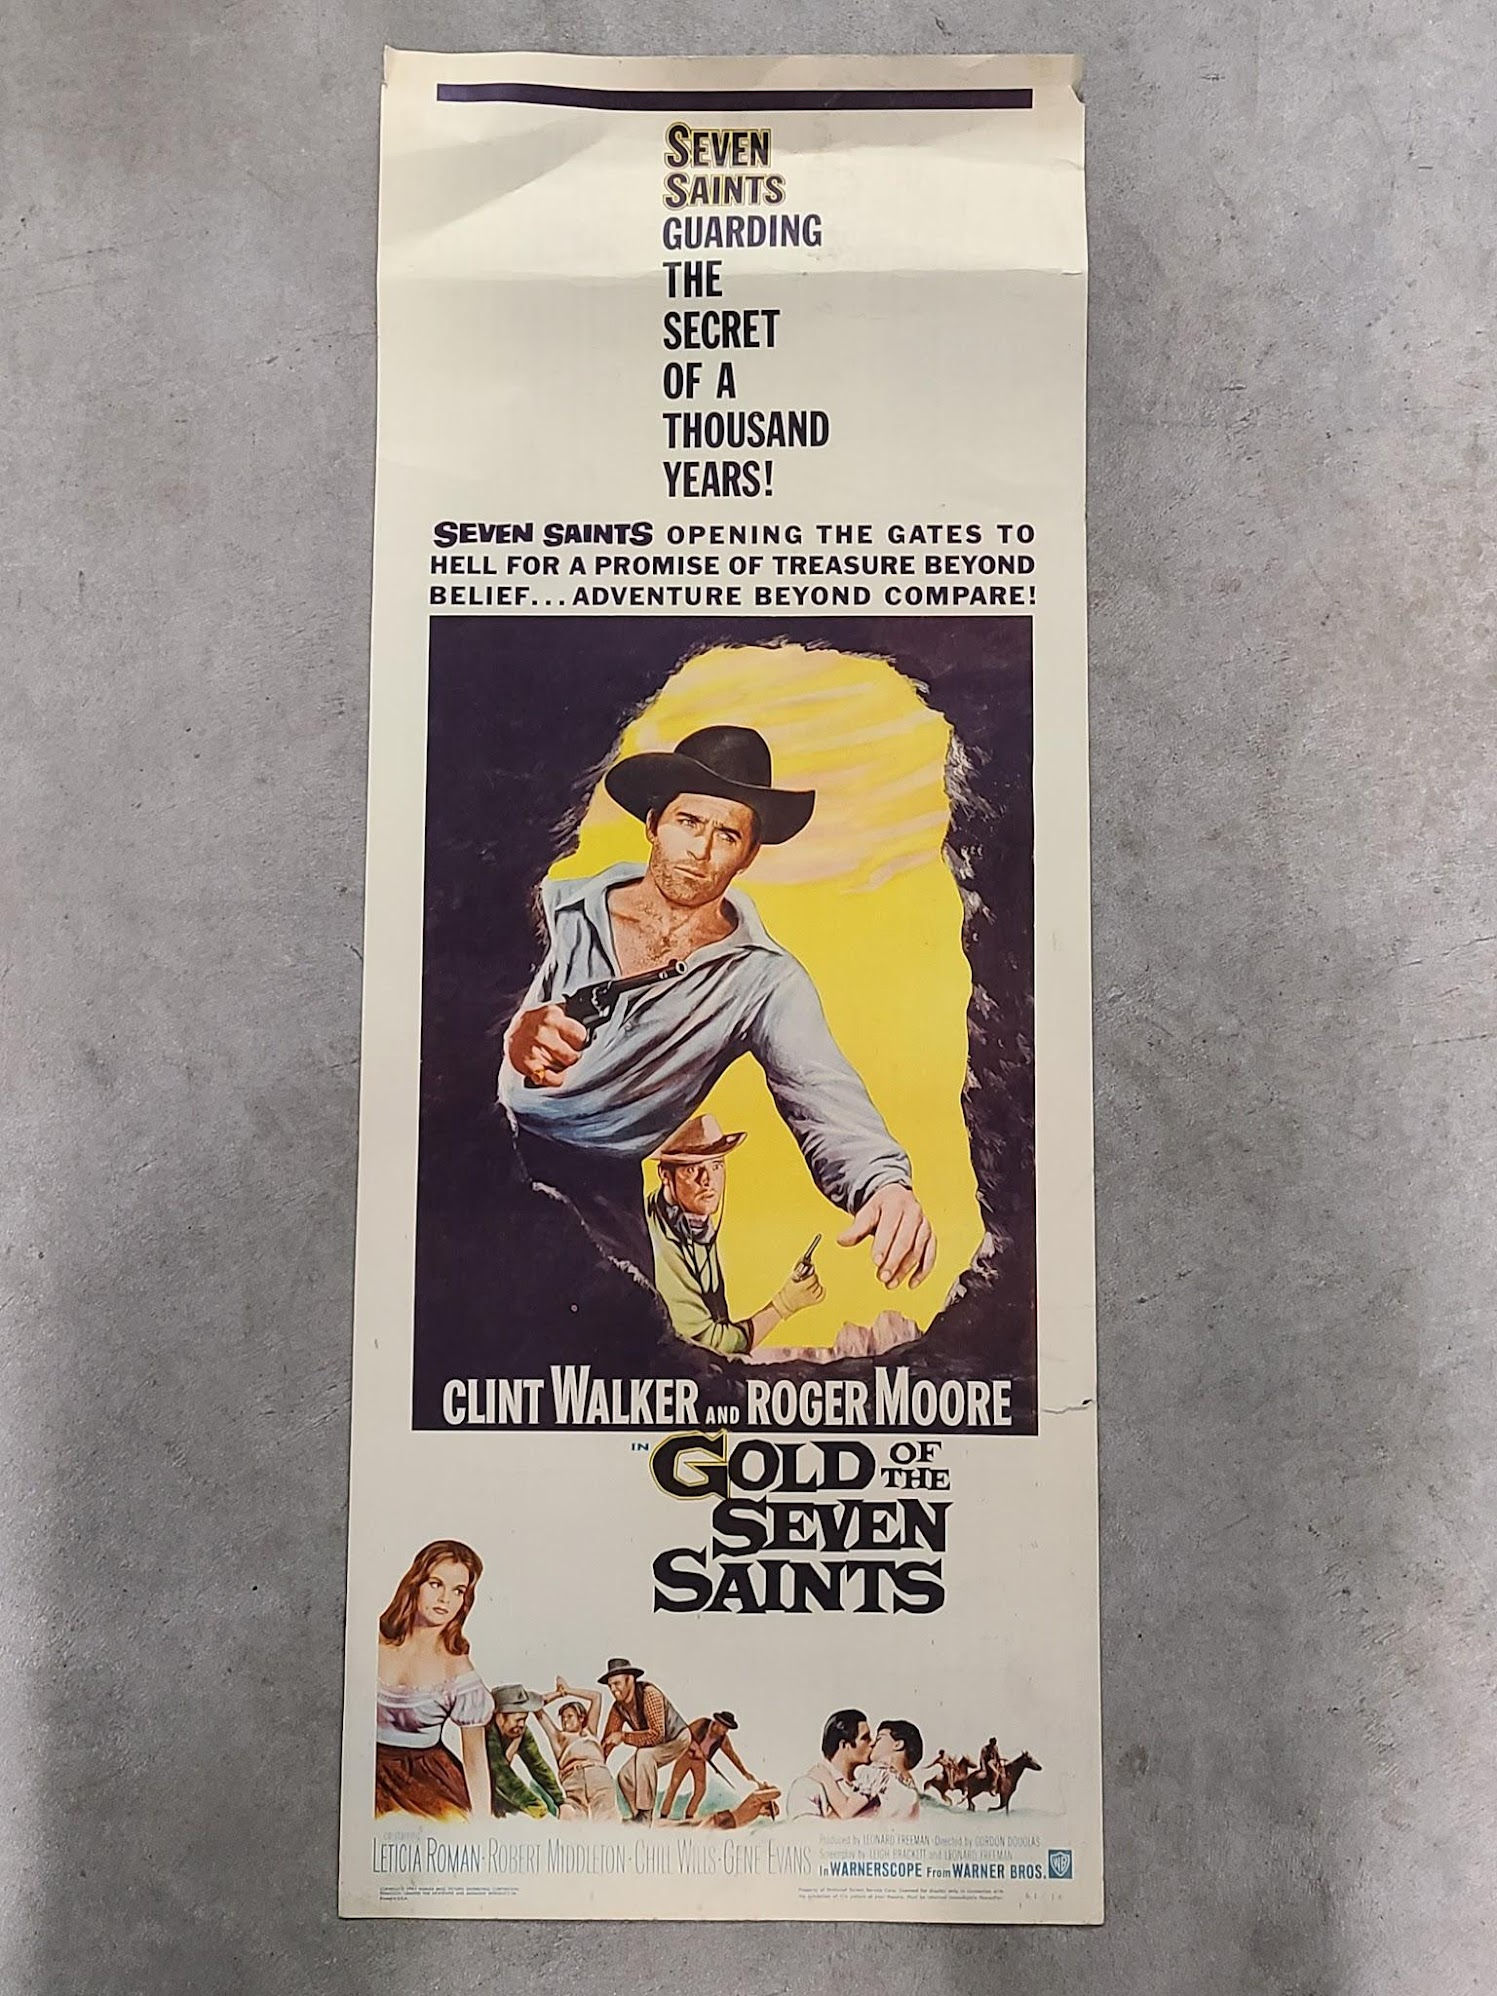 SEVEN
SAINTS
GUARDING
THE
SECRET
OF A
THOUSAND
YEARS!
SEVEN SAINTS OPENING THE GATES TO
HELL FOR A PROMISE OF TREASURE BEYOND
BELIEF...ADVENTURE BEYOND COMPARE!
CLINT WALKER AND ROGER MOORE
IN GOLD OF THE
SEVEN
SAINTS
co-starring
LETICIA ROMAN · ROBERT MIDDLETON · CHILL WILLS · GENE EVANS
Produced by LEONARD FREEMAN · Directed by GORDON DOUGLAS
Screenplay by LEIGH BRACKETT and LEONARD FREEMAN
In WARNERSCOPE From WARNER BROS.
WB